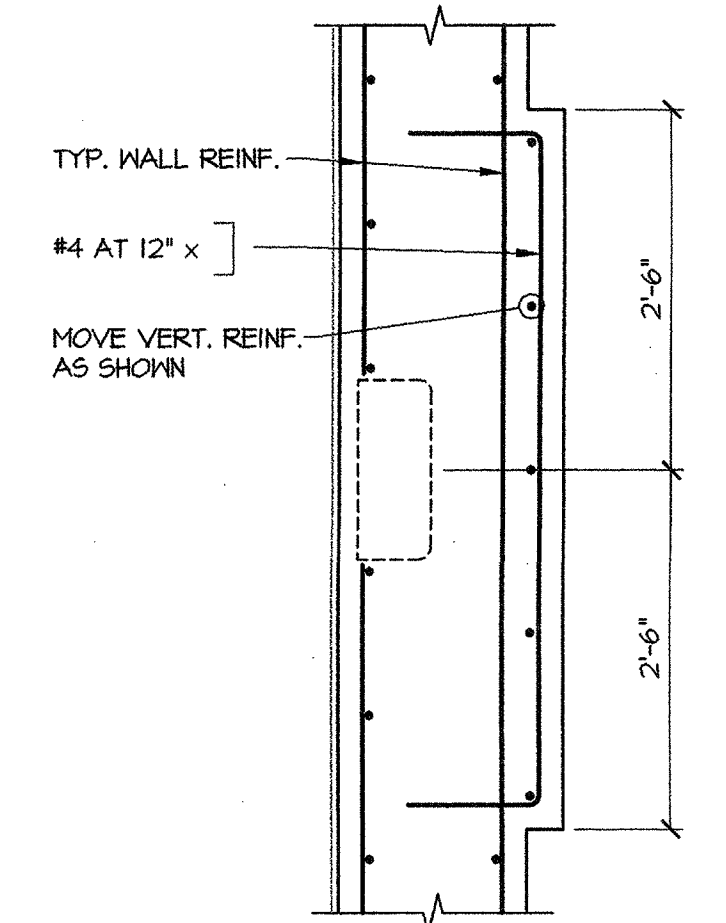 TYP. WALL REINF.
#4 AT 12" x
MOVE VERT. REINF.
AS SHOWN
2'-6"
2'-6"